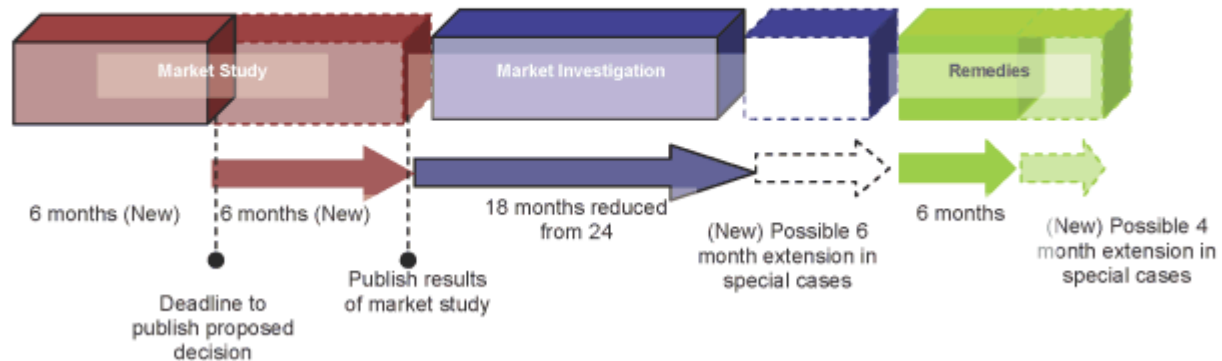 Market Study
Market Investigation
Remedies
6 months (New)
6 months (New)
18 months reduced
from 24
(New) Possible 6
month extension in
special cases
6 months
(New) Possible 4
month extension in
special cases
Deadline to
publish proposed
decision
Publish results
of market study